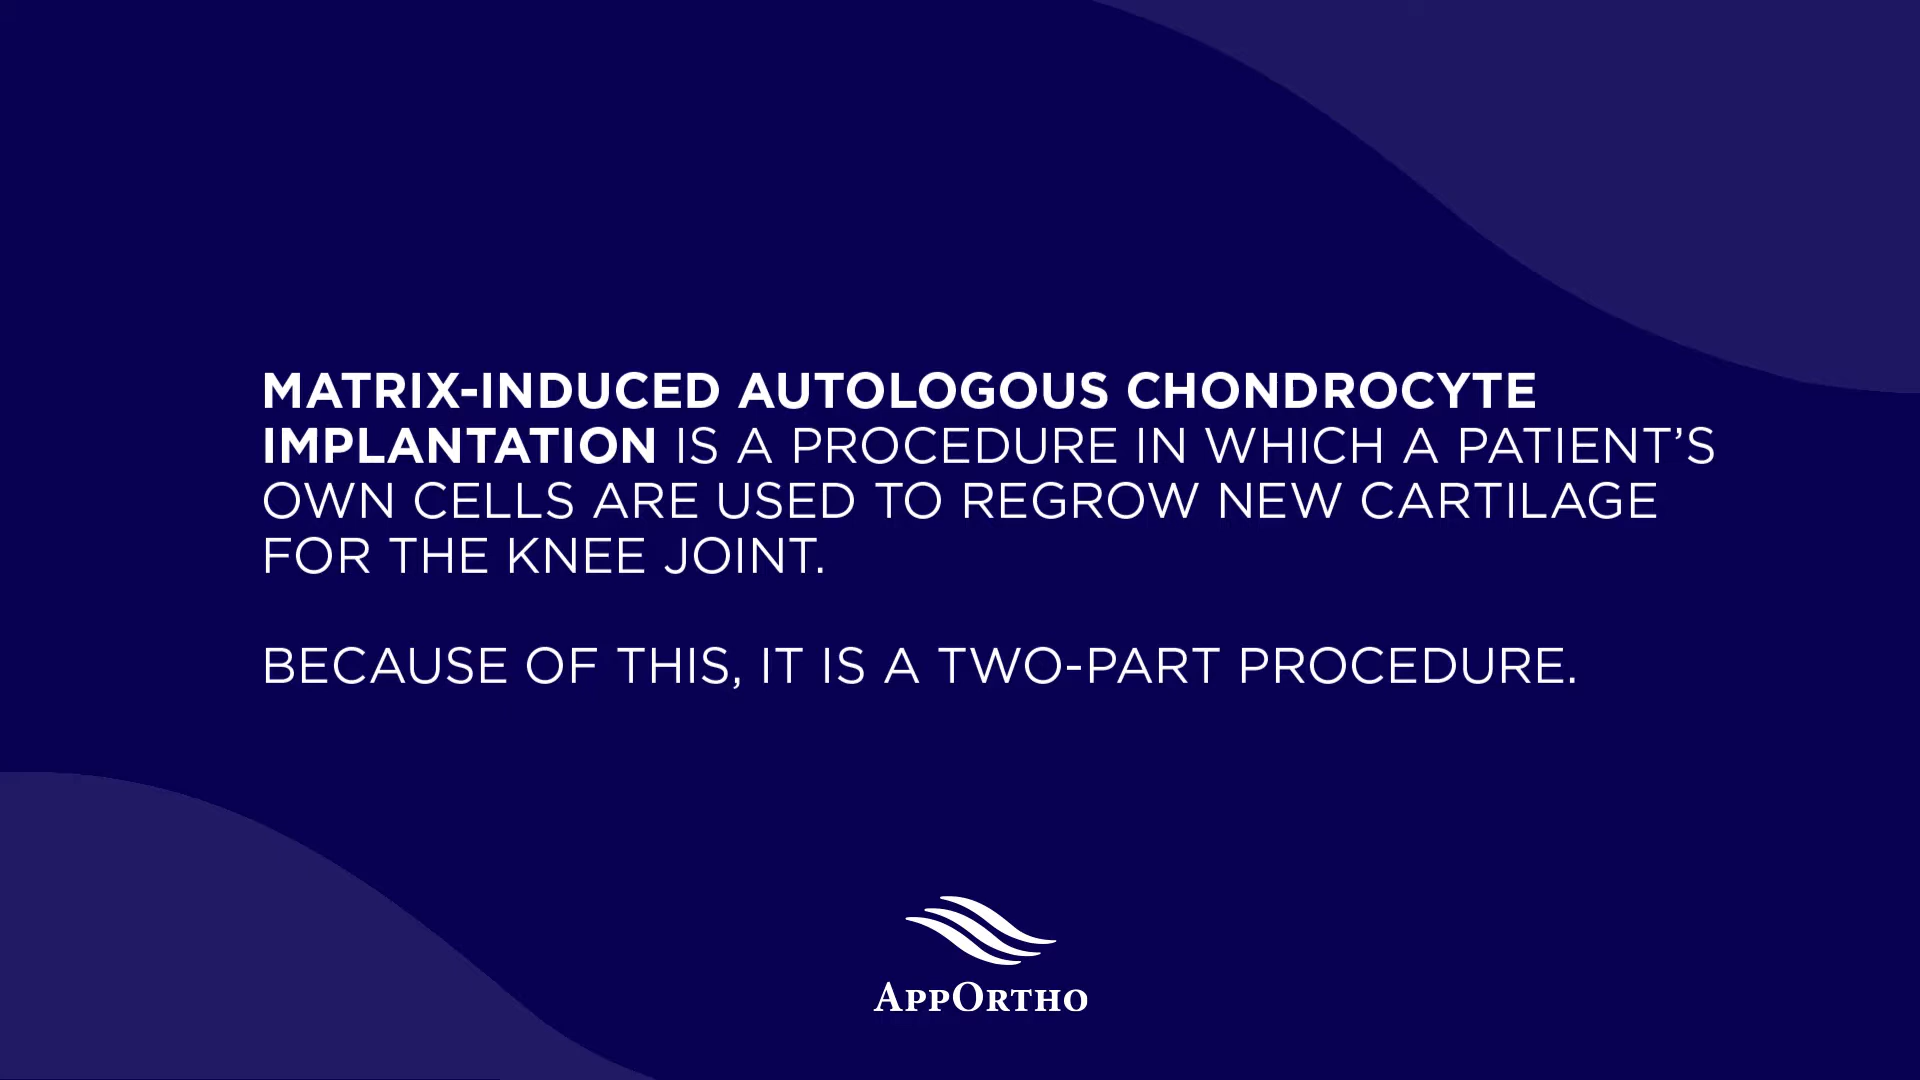 MATRIX-INDUCED AUTOLOGOUS CHONDROCYTE
IMPLANTATION IS A PROCEDURE IN WHICH A PATIENT’S
OWN CELLS ARE USED TO REGROW NEW CARTILAGE
FOR THE KNEE JOINT.
BECAUSE OF THIS, IT IS A TWO-PART PROCEDURE.
APPORTHO